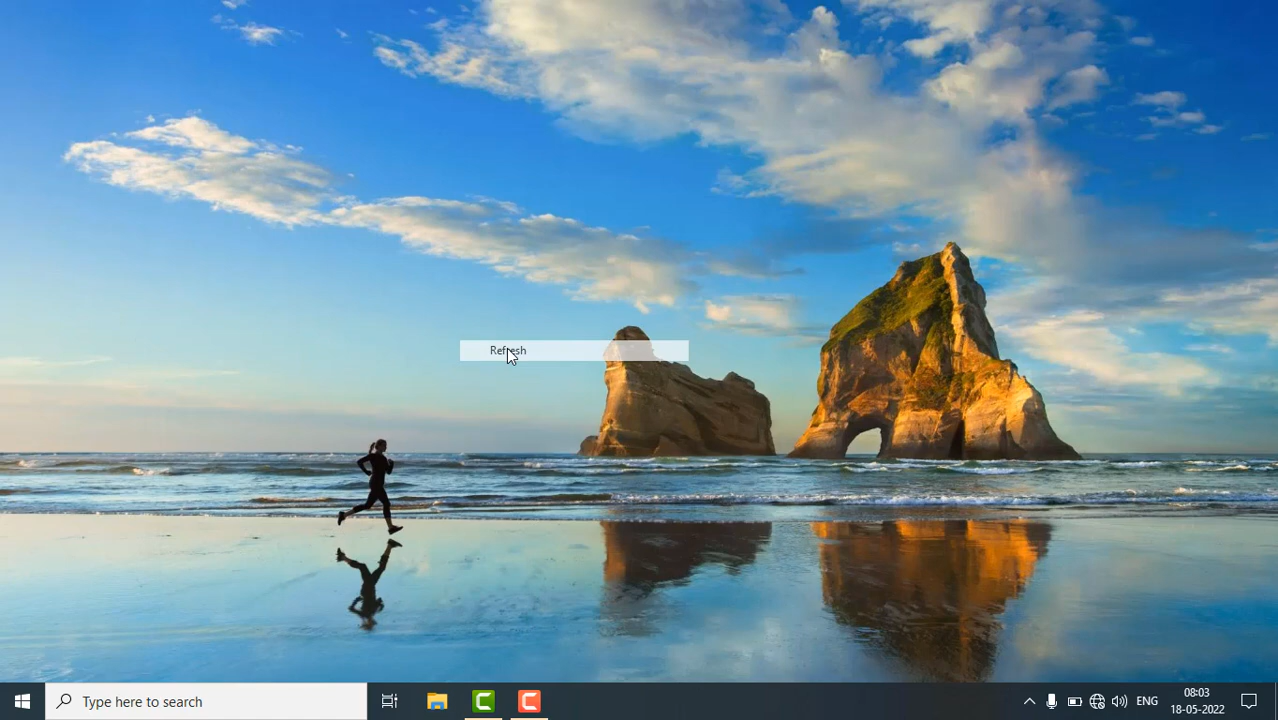 Refresh
Type here to search
ENG
08:03
18-05-2022